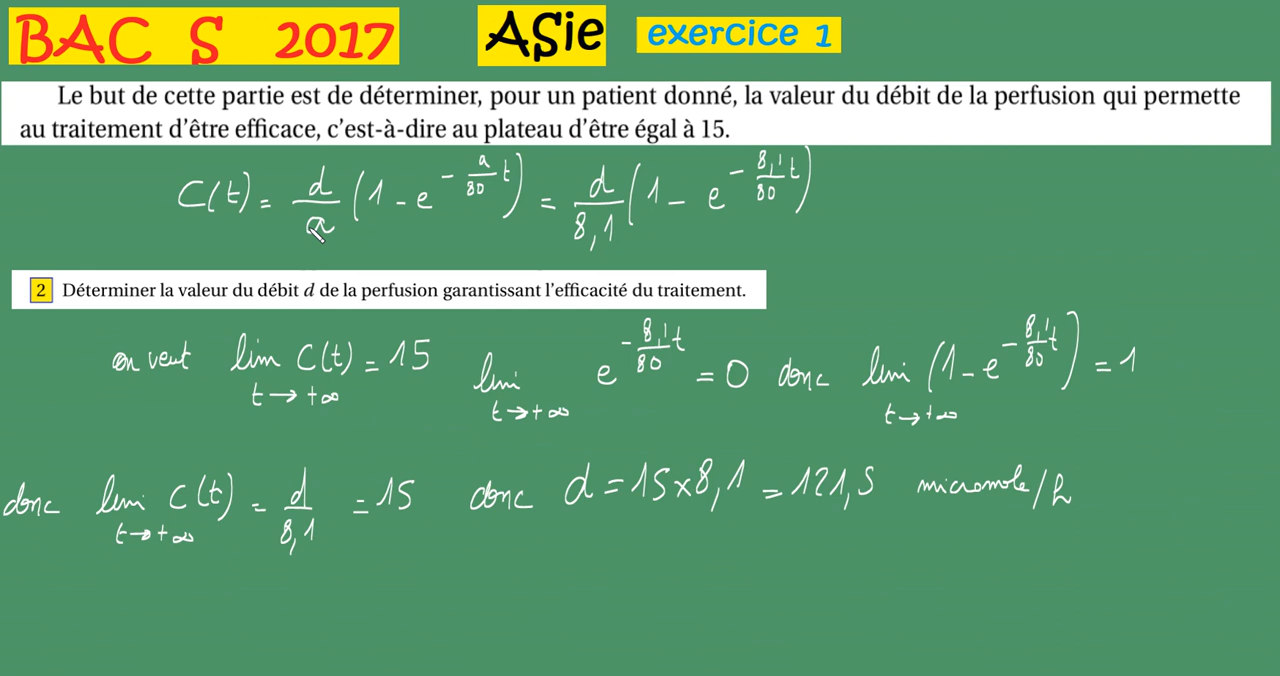 BAC S 2017 ASie exercice 1
Le but de cette partie est de déterminer, pour un patient donné, la valeur du débit de la perfusion qui permette
au traitement d'être efficace, c'est-à-dire au plateau d'être égal à 15.
C(t) = d/a (1 - e^(-a/80 t)) = d/8,1 (1 - e^(-8,1/80 t))
2 Déterminer la valeur du débit d de la perfusion garantissant l'efficacité du traitement.
on veut lim t→+∞ C(t) = 15 lim t→+∞ e^(-8,1/80 t) = 0 donc lim t→+∞ (1 - e^(-8,1/80 t)) = 1
donc lim t→+∞ C(t) = d/8,1 = 15 donc d = 15×8,1 = 121,5 micromole/h